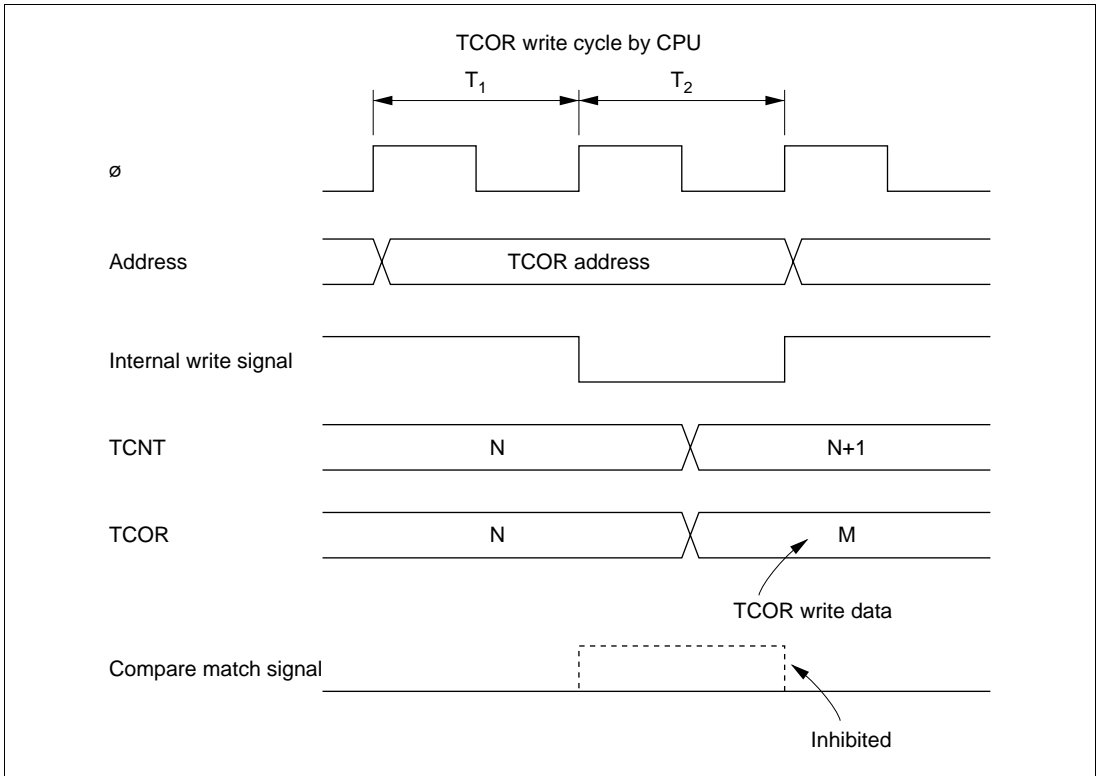 TCOR write cycle by CPU
T1 T2
ø
Address TCOR address
Internal write signal
TCNT N N+1
TCOR N M
TCOR write data
Compare match signal
Inhibited